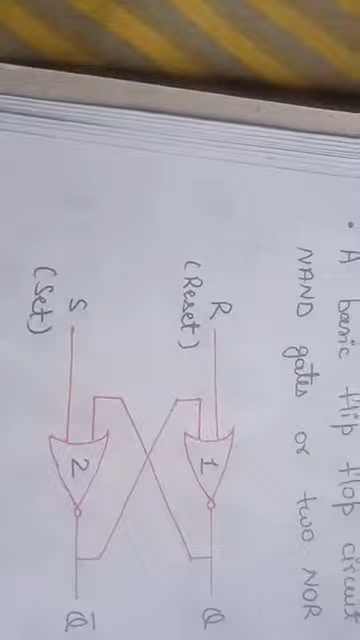 • A basic flip flop circuit
NAND gates or two NOR
R
(Reset)
1
Q
S
(Set)
2
Q̅